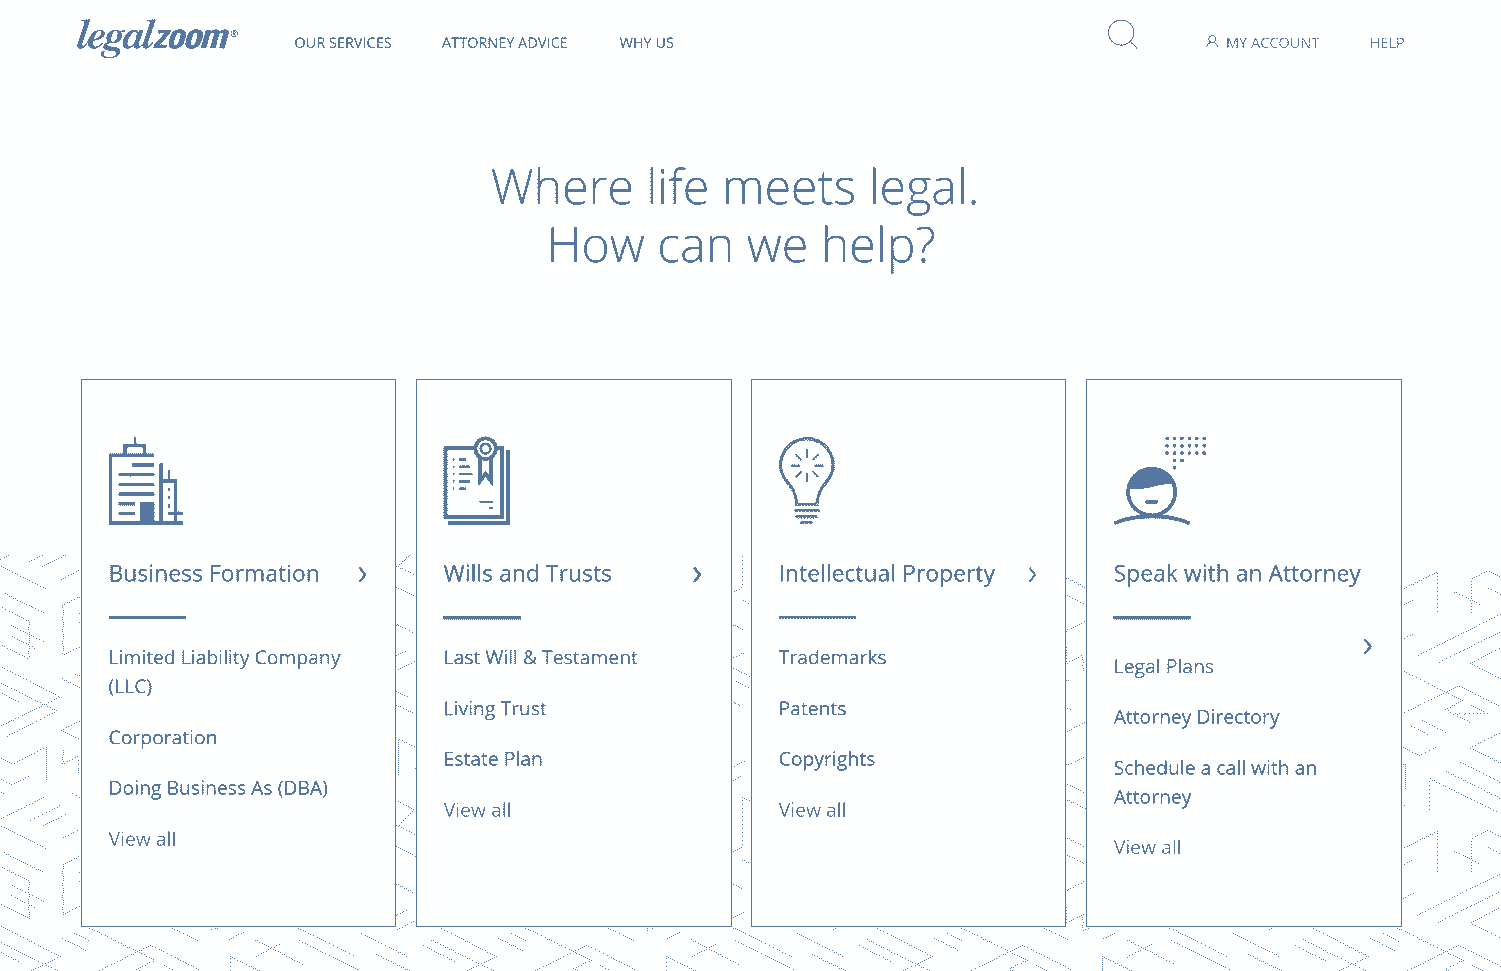 legalzoom®
OUR SERVICES
ATTORNEY ADVICE
WHY US
MY ACCOUNT
HELP
Where life meets legal.
How can we help?
Business Formation
Limited Liability Company
(LLC)
Corporation
Doing Business As (DBA)
View all
Wills and Trusts
Last Will & Testament
Living Trust
Estate Plan
View all
Intellectual Property
Trademarks
Patents
Copyrights
View all
Speak with an Attorney
Legal Plans
Attorney Directory
Schedule a call with an
Attorney
View all